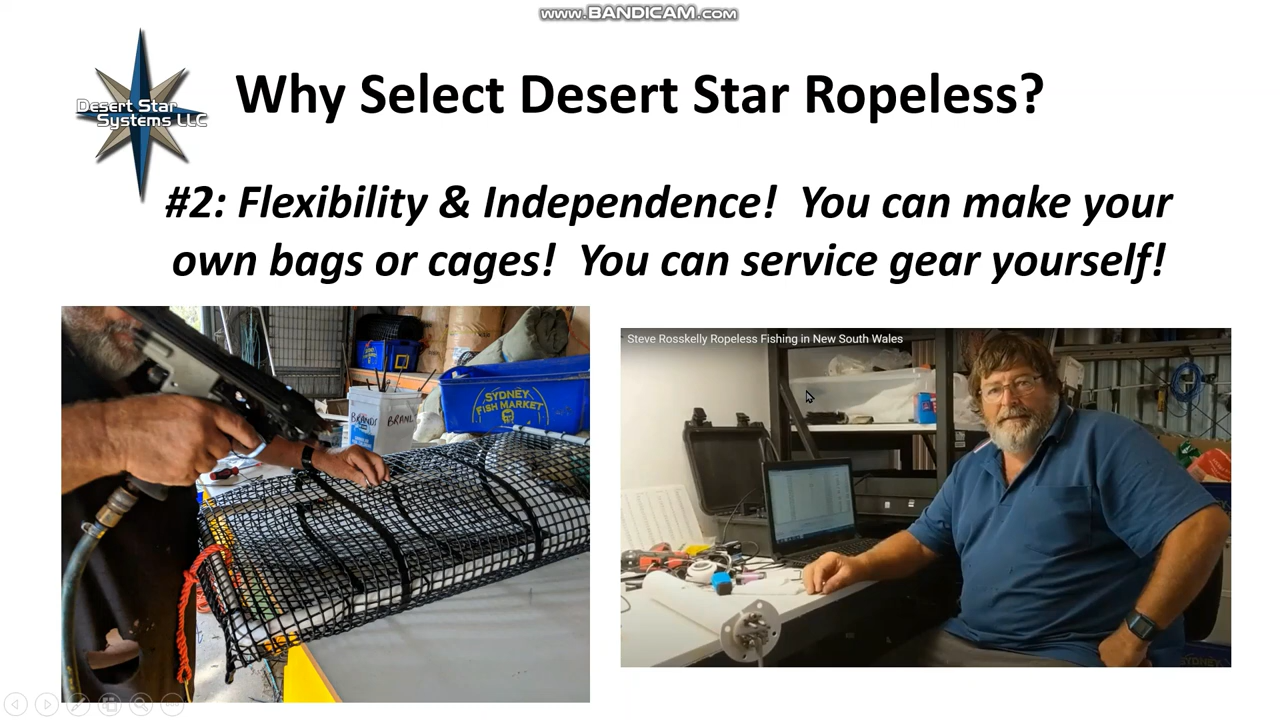 www.BANDICAM.com
Desert Star
Systems LLC
Why Select Desert Star Ropeless?
#2: Flexibility & Independence!  You can make your
own bags or cages!  You can service gear yourself!
SYDNEY
FISH MARKET
Steve Rosskelly Ropeless Fishing in New South Wales